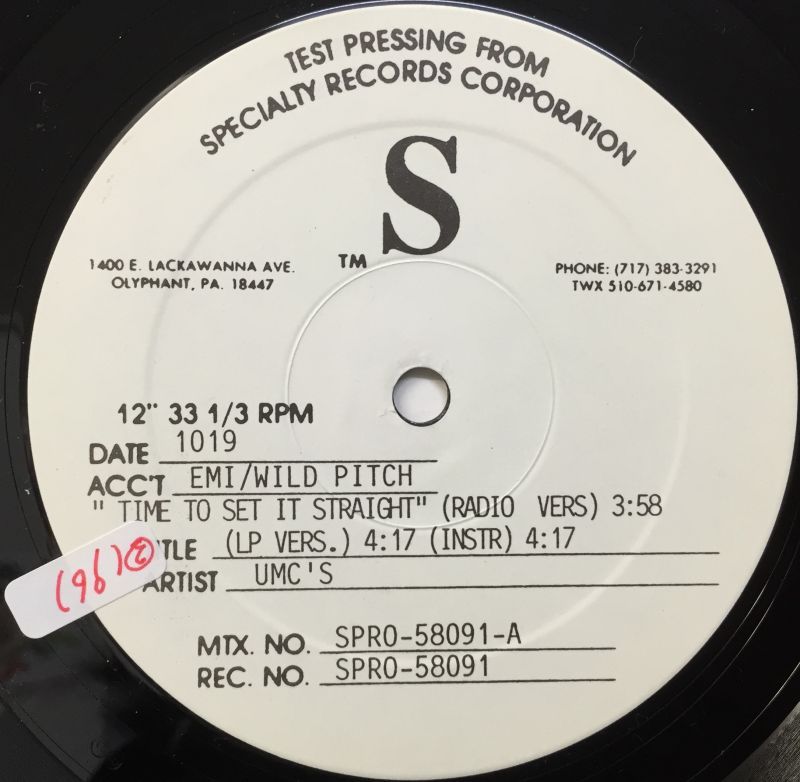 TEST PRESSING FROM
SPECIALTY RECORDS CORPORATION
S
TM
1400 E. LACKAWANNA AVE.
OLYPHANT, PA. 18447
PHONE: (717) 383-3291
TWX 510-671-4580
12" 33 1/3 RPM
DATE 1019
ACC'T EMI/WILD PITCH
" TIME TO SET IT STRAIGHT" (RADIO VERS) 3:58
TLE (LP VERS.) 4:17 (INSTR) 4:17
ARTIST UMC'S
②(96)
MTX. NO. SPRO-58091-A
REC. NO. SPRO-58091